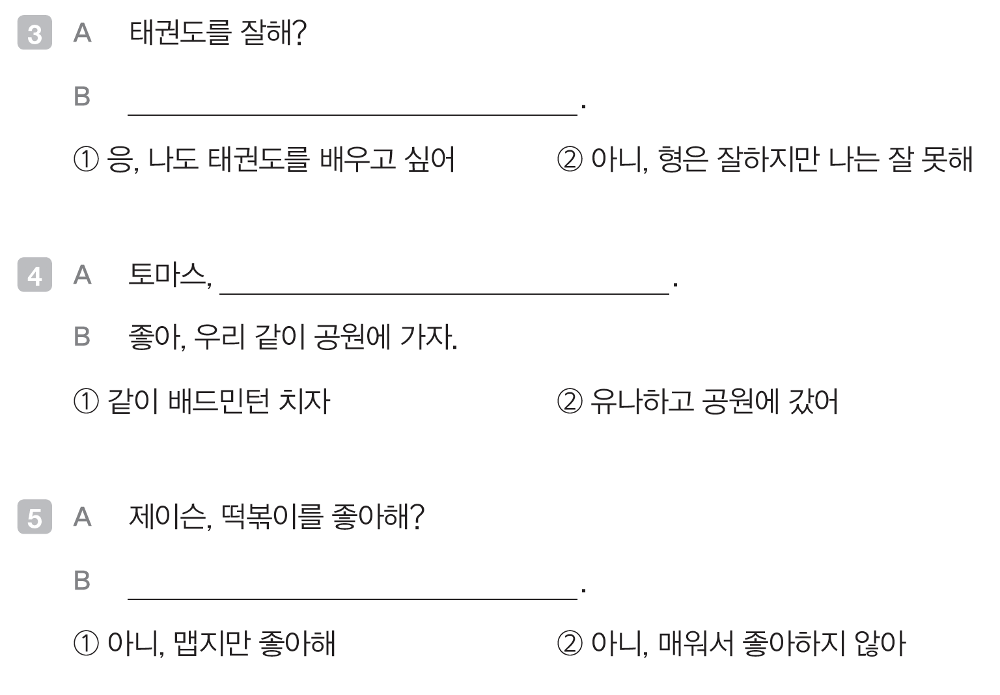 3 A 태권도를 잘해?
B ______________________________.
① 응, 나도 태권도를 배우고 싶어 ② 아니, 형은 잘하지만 나는 잘 못해
4 A 토마스, ______________________________.
B 좋아, 우리 같이 공원에 가자.
① 같이 배드민턴 치자 ② 유나하고 공원에 갔어
5 A 제이슨, 떡볶이를 좋아해?
B ______________________________.
① 아니, 맵지만 좋아해 ② 아니, 매워서 좋아하지 않아